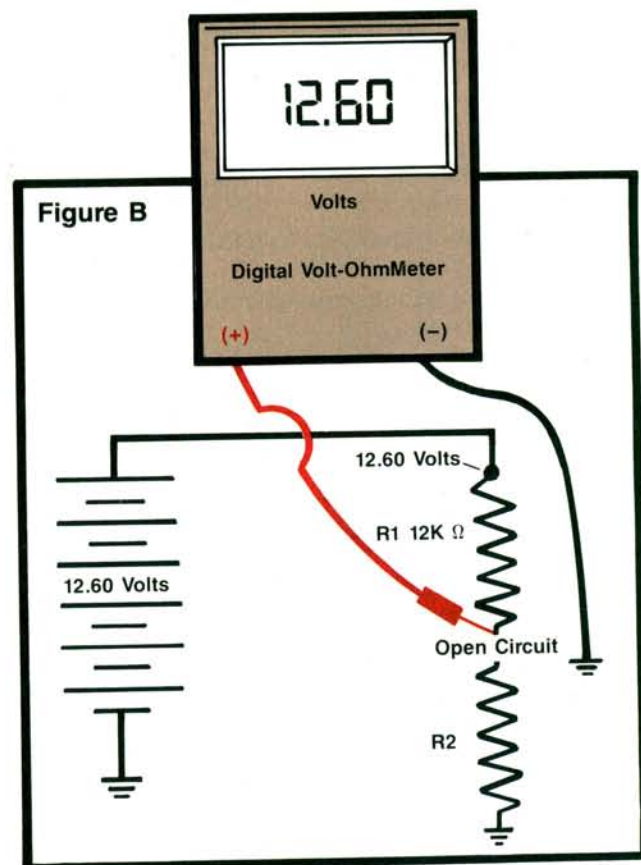 12.60
Figure B
Volts
Digital Volt-OhmMeter
(+)
(−)
12.60 Volts
R1 12K Ω
12.60 Volts
Open Circuit
R2